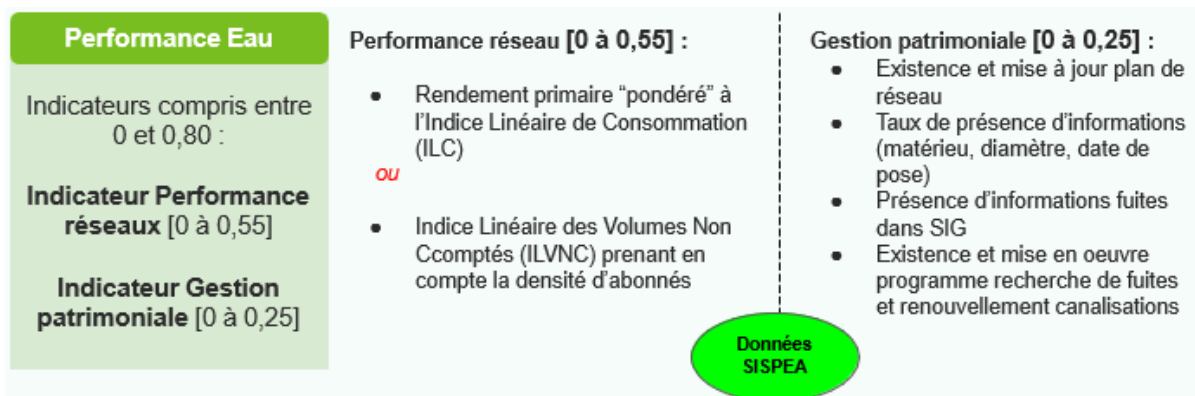 Performance Eau
Indicateurs compris entre
0 et 0,80 :
Indicateur Performance
réseaux [0 à 0,55]
Indicateur Gestion
patrimoniale [0 à 0,25]
Performance réseau [0 à 0,55] :
● Rendement primaire “pondéré” à
l’Indice Linéaire de Consommation
(ILC)
ou
● Indice Linéaire des Volumes Non
Ccomptés (ILVNC) prenant en
compte la densité d’abonnés
Gestion patrimoniale [0 à 0,25] :
● Existence et mise à jour plan de
réseau
● Taux de présence d’informations
(matérieu, diamètre, date de
pose)
● Présence d’informations fuites
dans SIG
● Existence et mise en oeuvre
programme recherche de fuites
et renouvellement canalisations
Données
SISPEA